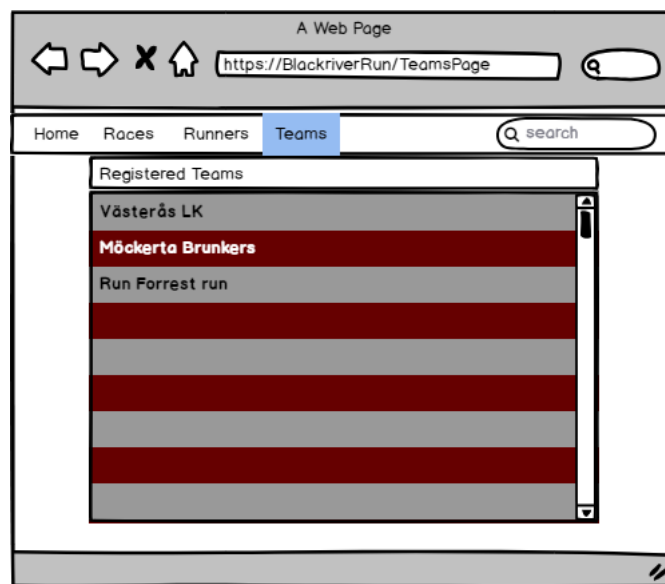 A Web Page
https://BlackriverRun/TeamsPage
Home Races Runners Teams search
Registered Teams
Västerås LK
Möckerta Brunkers
Run Forrest run